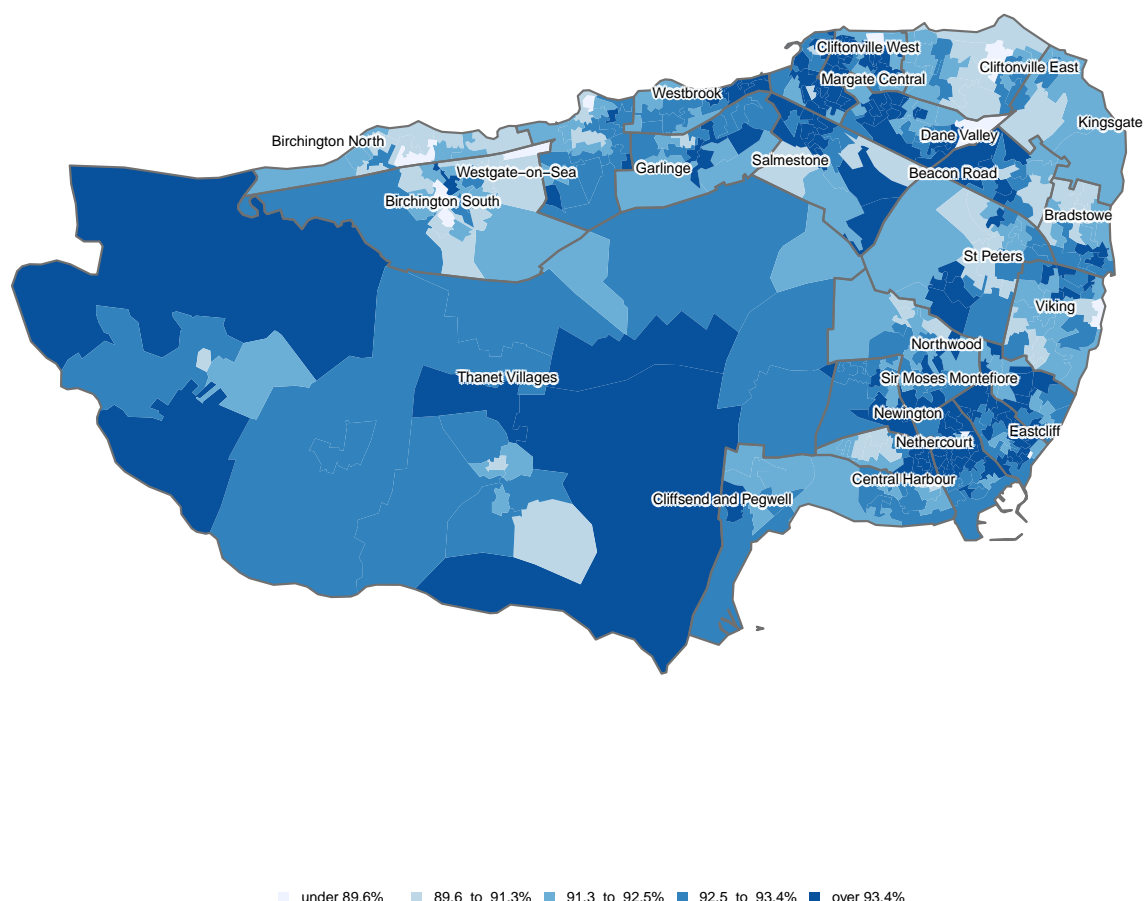 Cliftonville West
Cliftonville East
Margate Central
Westbrook
Kingsgate
Dane Valley
Birchington North
Salmestone
Garlinge
Westgate−on−Sea
Beacon Road
Birchington South
Bradstowe
St Peters
Viking
Northwood
Thanet Villages
Sir Moses Montefiore
Newington
Eastcliff
Nethercourt
Central Harbour
Cliffsend and Pegwell
under 89.6%
89.6 to 91.3%
91.3 to 92.5%
92.5 to 93.4%
over 93.4%